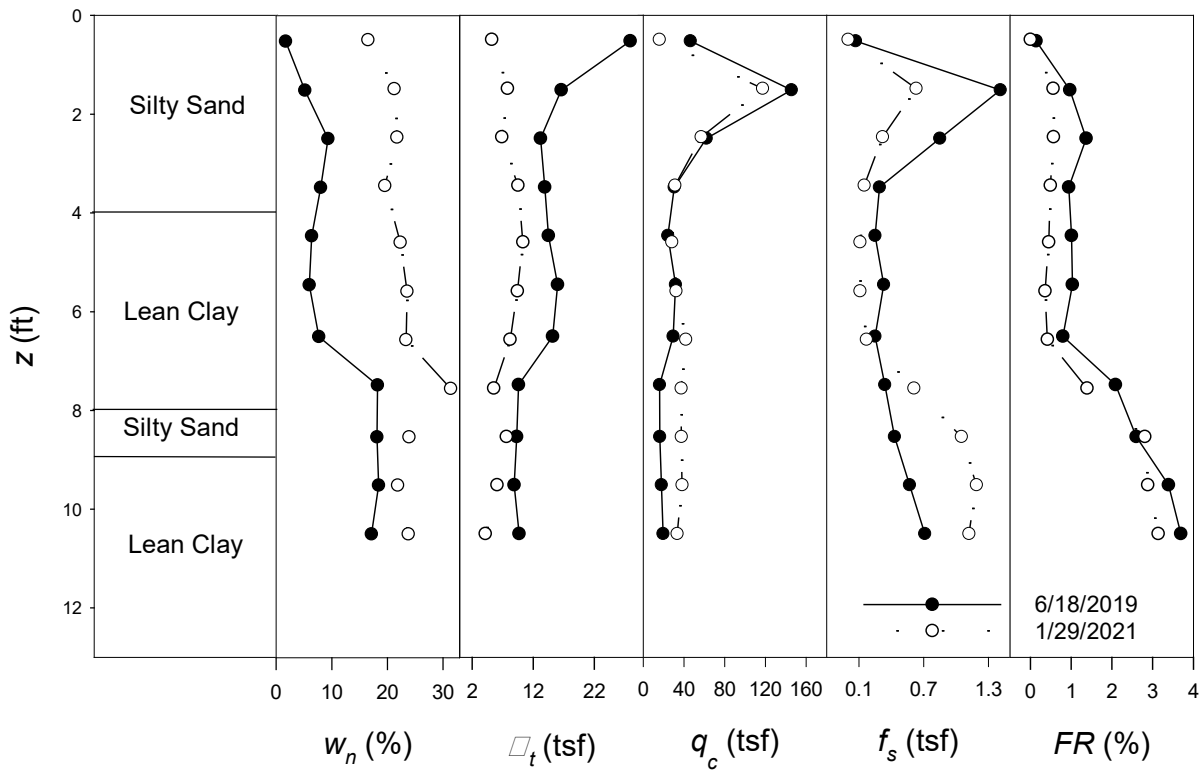 0
2
4
6
8
10
12
z (ft)
Silty Sand
Lean Clay
Silty Sand
Lean Clay
6/18/2019
1/29/2021
0 10 20 30
2 12 22
0 40 80 120 160
0.1 0.7 1.3
0 1 2 3 4
wn (%)
□t (tsf)
qc (tsf)
fs (tsf)
FR (%)